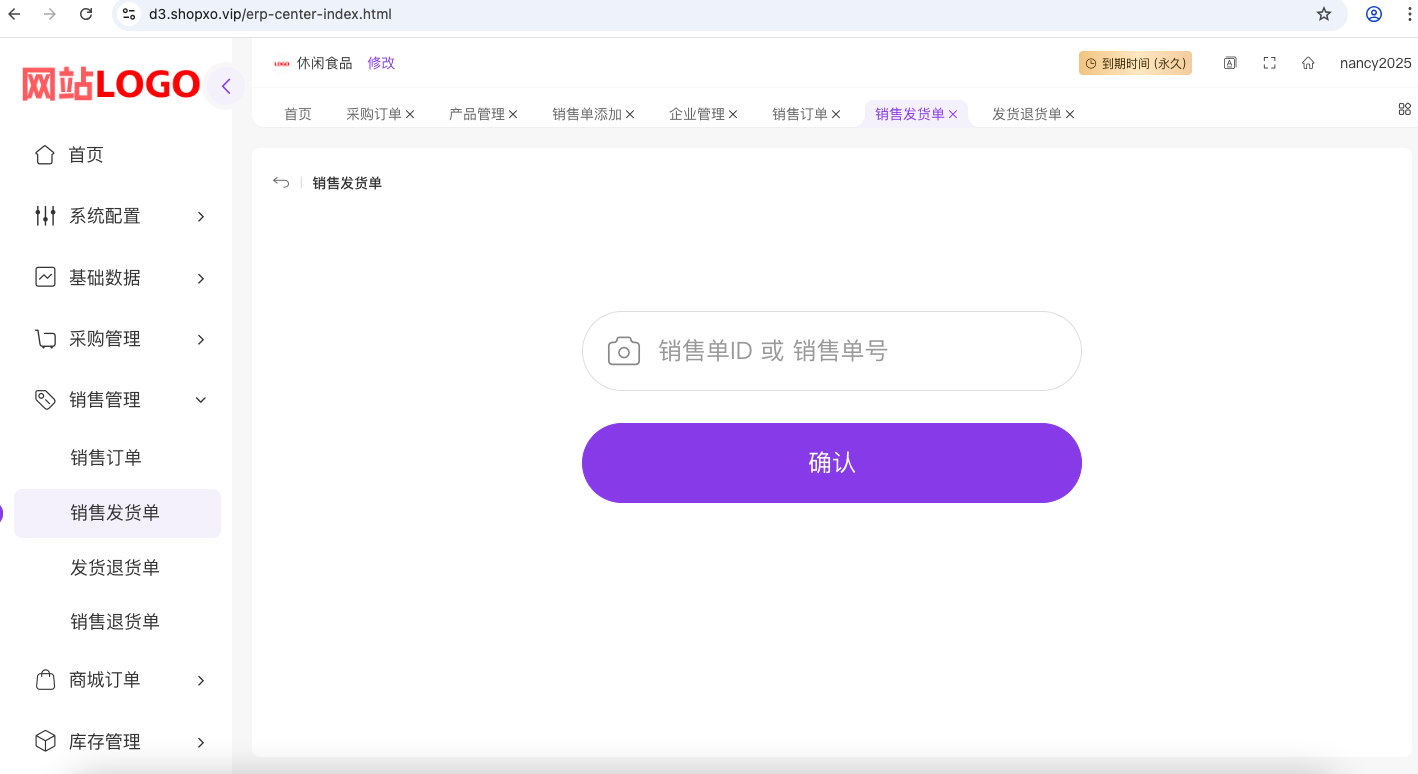 d3.shopxo.vip/erp-center-index.html
网站LOGO
LOGO 休闲食品 修改
到期时间 (永久)
nancy2025
首页 采购订单 产品管理 销售单添加 企业管理 销售订单 销售发货单 发货退货单
首页
系统配置
基础数据
采购管理
销售管理
销售订单
销售发货单
发货退货单
销售退货单
商城订单
库存管理
销售发货单
销售单ID 或 销售单号
确认